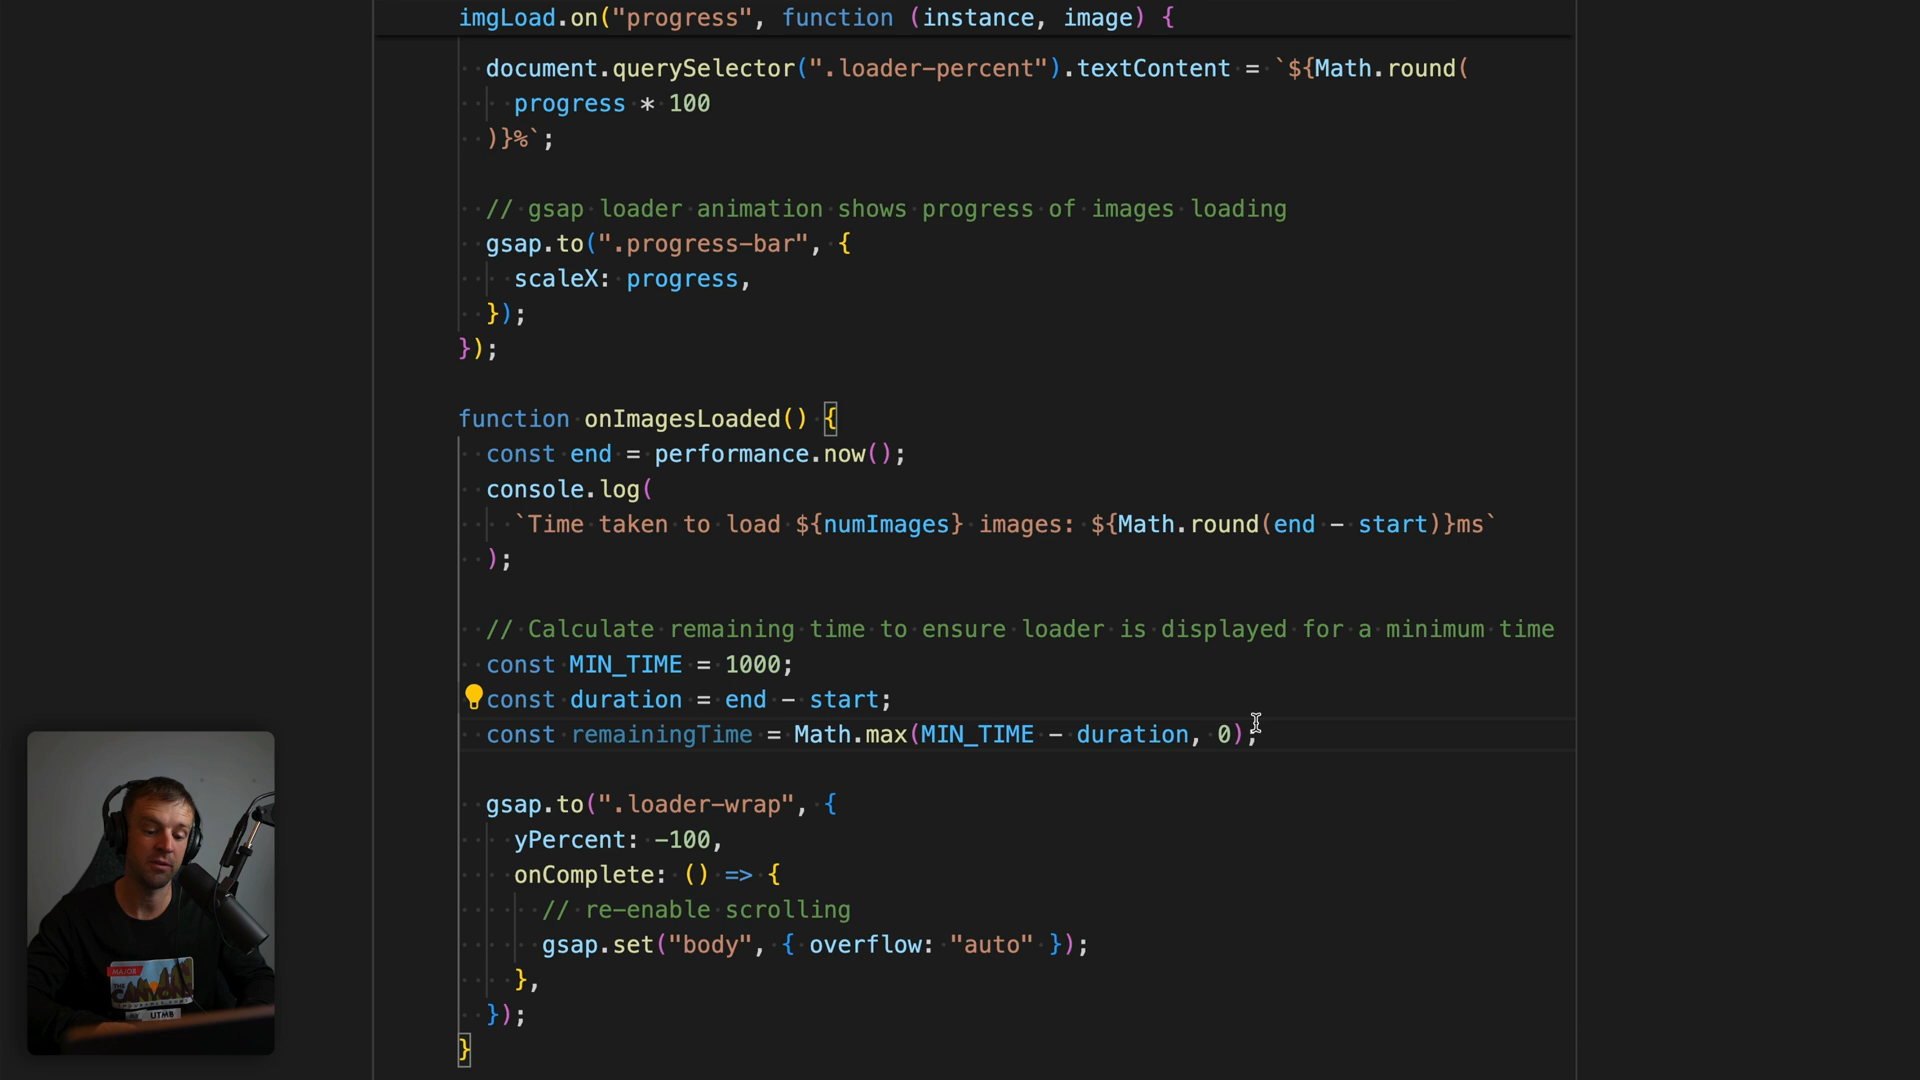 imgLoad.on("progress", function (instance, image) {
document.querySelector(".loader-percent").textContent = `${Math.round(
progress * 100
)}%`;
// gsap loader animation shows progress of images loading
gsap.to(".progress-bar", {
scaleX: progress,
});
});
function onImagesLoaded() {
const end = performance.now();
console.log(
`Time taken to load ${numImages} images: ${Math.round(end - start)}ms`
);
// Calculate remaining time to ensure loader is displayed for a minimum time
const MIN_TIME = 1000;
const duration = end - start;
const remainingTime = Math.max(MIN_TIME - duration, 0);
gsap.to(".loader-wrap", {
yPercent: -100,
onComplete: () => {
// re-enable scrolling
gsap.set("body", { overflow: "auto" });
},
});
}
MAJOR
THE
CANYONS
UTMB